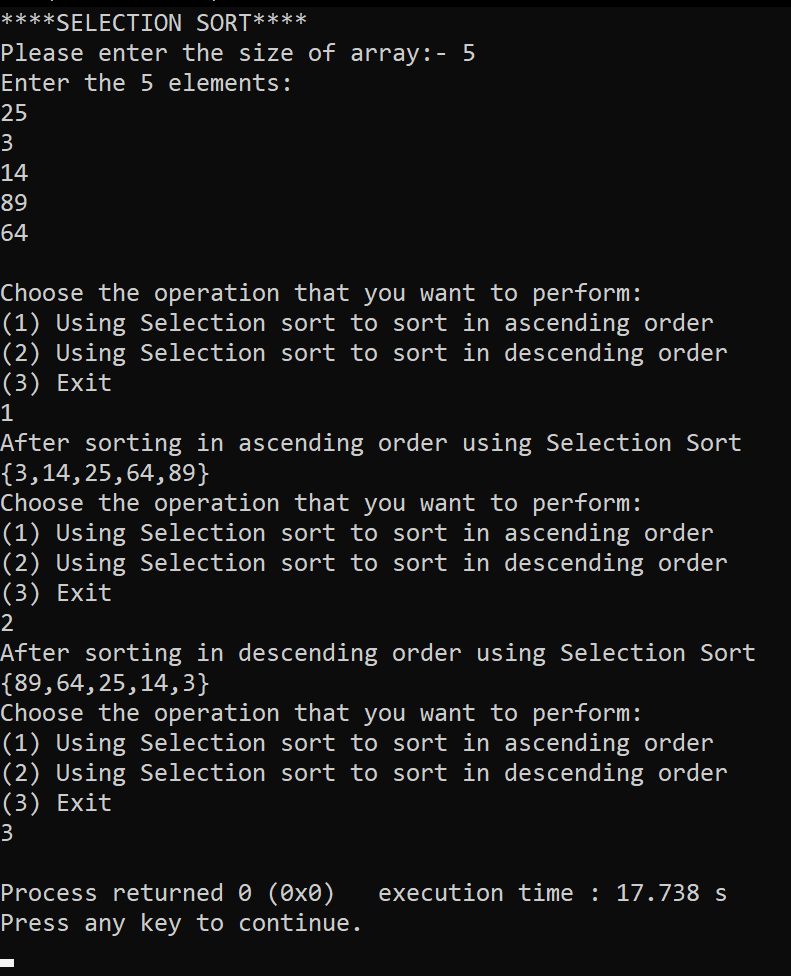 ****SELECTION SORT****
Please enter the size of array:- 5
Enter the 5 elements:
25
3
14
89
64
Choose the operation that you want to perform:
(1) Using Selection sort to sort in ascending order
(2) Using Selection sort to sort in descending order
(3) Exit
1
After sorting in ascending order using Selection Sort
{3,14,25,64,89}
Choose the operation that you want to perform:
(1) Using Selection sort to sort in ascending order
(2) Using Selection sort to sort in descending order
(3) Exit
2
After sorting in descending order using Selection Sort
{89,64,25,14,3}
Choose the operation that you want to perform:
(1) Using Selection sort to sort in ascending order
(2) Using Selection sort to sort in descending order
(3) Exit
3
Process returned 0 (0x0)   execution time : 17.738 s
Press any key to continue.